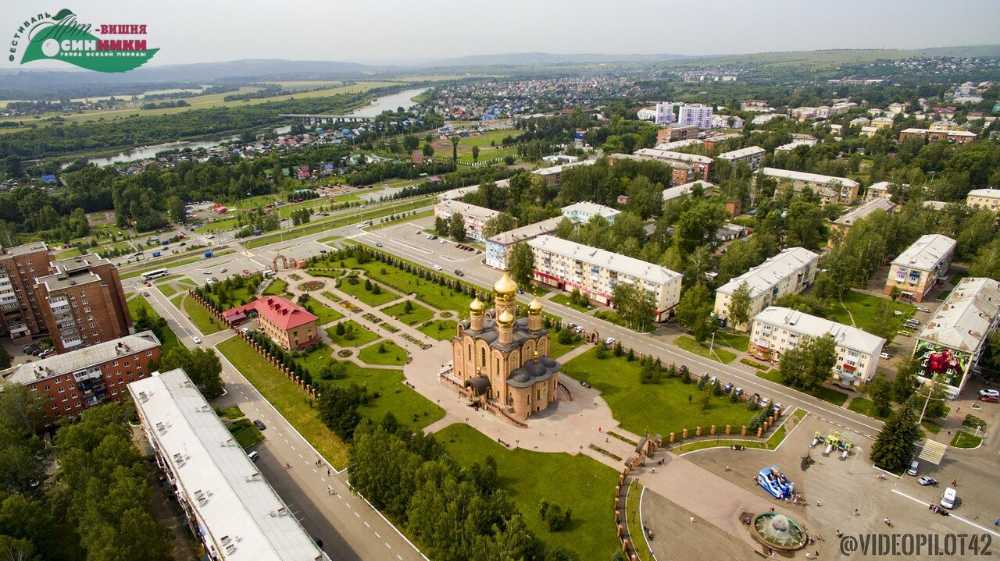 ФЕСТИВАЛЬ
Арт-ВИШНЯ
ОСИННИКИ
ГОРОД ОСОБОЙ ПОРОДЫ
@VIDEOPILOT42